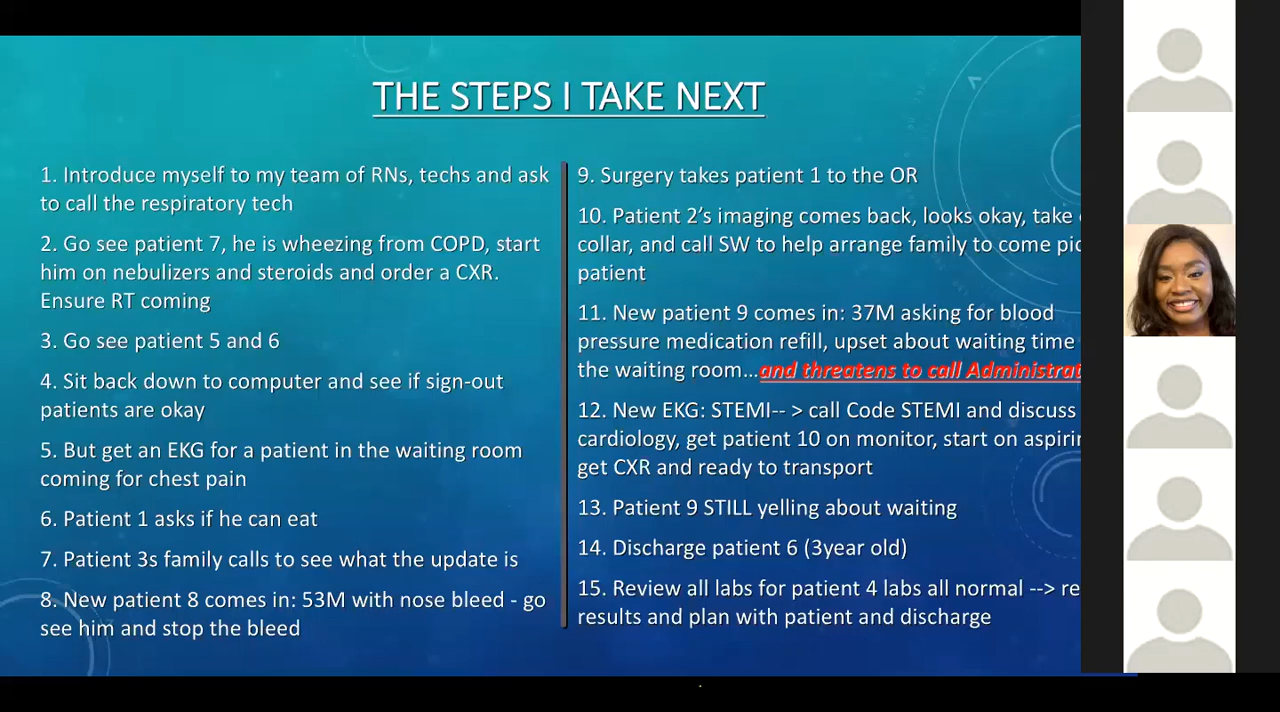 THE STEPS I TAKE NEXT
1. Introduce myself to my team of RNs, techs and ask
to call the respiratory tech
2. Go see patient 7, he is wheezing from COPD, start
him on nebulizers and steroids and order a CXR.
Ensure RT coming
3. Go see patient 5 and 6
4. Sit back down to computer and see if sign-out
patients are okay
5. But get an EKG for a patient in the waiting room
coming for chest pain
6. Patient 1 asks if he can eat
7. Patient 3s family calls to see what the update is
8. New patient 8 comes in: 53M with nose bleed - go
see him and stop the bleed
9. Surgery takes patient 1 to the OR
10. Patient 2’s imaging comes back, looks okay, take
collar, and call SW to help arrange family to come
patient
11. New patient 9 comes in: 37M asking for blood
pressure medication refill, upset about waiting time
the waiting room…and threatens to call
12. New EKG: STEMI-- > call Code STEMI and discuss
cardiology, get patient 10 on monitor, start on
get CXR and ready to transport
13. Patient 9 STILL yelling about waiting
14. Discharge patient 6 (3year old)
15. Review all labs for patient 4 labs all normal -->
results and plan with patient and discharge